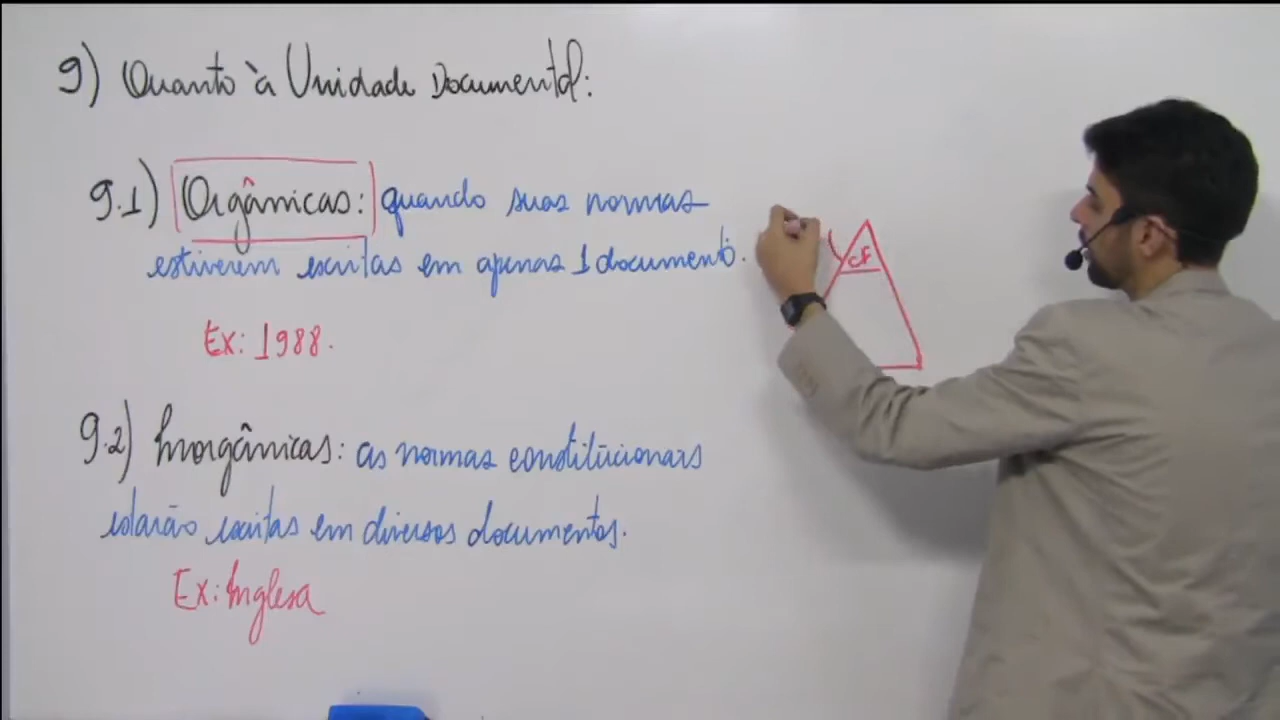 9) Quanto à Unidade Documental:
9.1) Orgânicas: quando suas normas
estiverem escritas em apenas 1 documento.
Ex: 1988.
CF
9.2) Inorgânicas: as normas constitucionais
estarão escritas em diversos documentos.
Ex: Inglesa